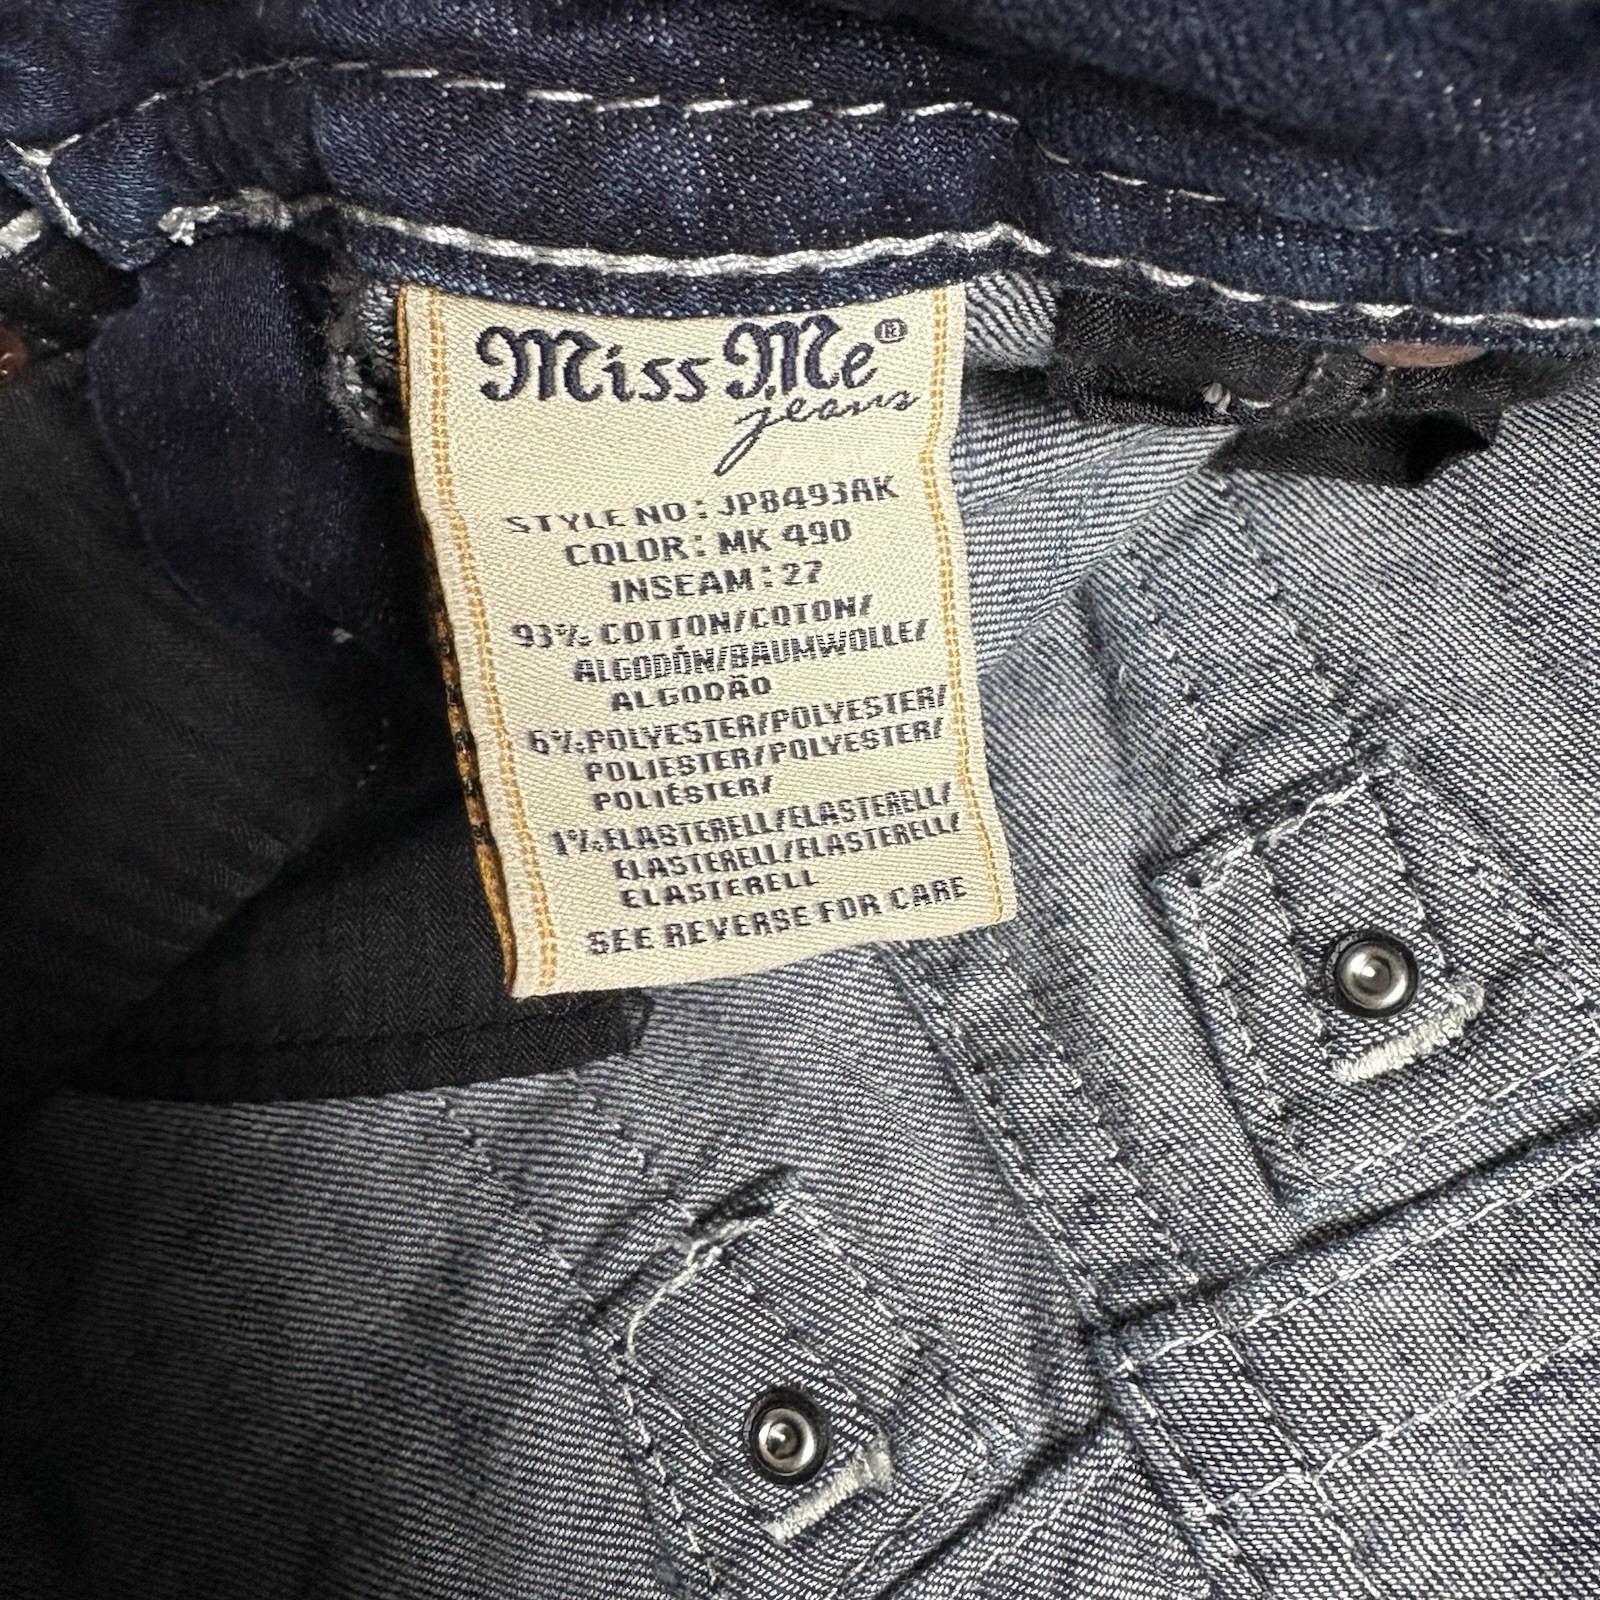 Miss Me®
jeans
STYLE NO: JP8493AK
COLOR: MK 490
INSEAM: 27
93% COTTON/COTON/
ALGODÓN/BAUMWOLLE/
ALGODÃO
6% POLYESTER/POLYESTER/
POLIESTER/POLYESTER/
POLIÉSTER/
1% ELASTERELL/ELASTERELL/
ELASTERELL/ELASTERELL/
ELASTERELL
SEE REVERSE FOR CARE